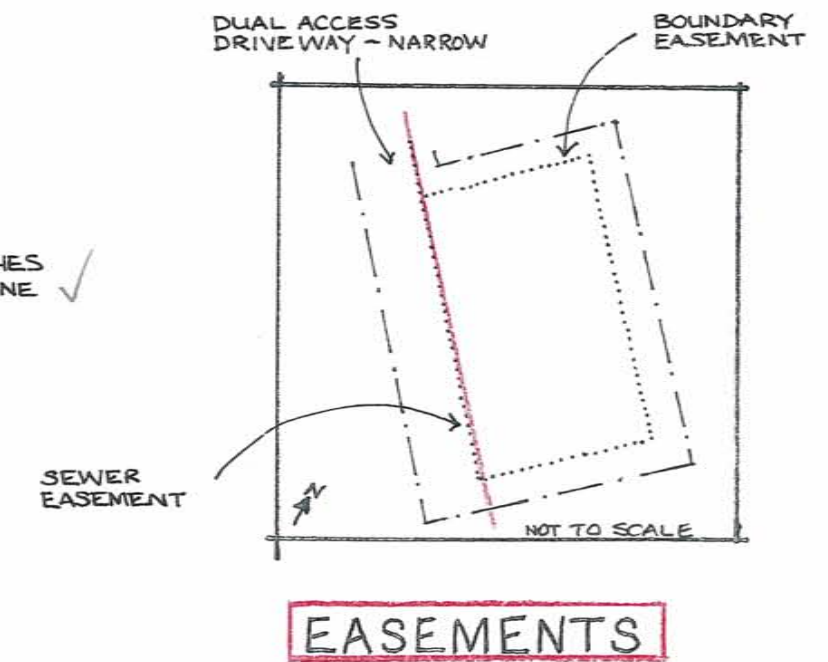 DUAL ACCESS
DRIVEWAY ~ NARROW
BOUNDARY
EASEMENT
SEWER
EASEMENT
N
NOT TO SCALE
EASEMENTS